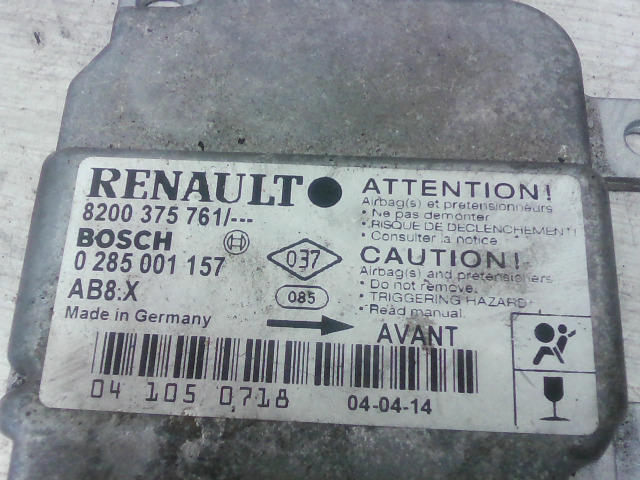 RENAULT
8200 375 761/---
BOSCH
0 285 001 157
AB8.X
Made in Germany
037
085
ATTENTION!
Airbag(s) et pretensionneurs
• Ne pas demonter
• RISQUE DE DECLENCHEMENT!
• Consulter la notice
CAUTION!
Airbag(s) and pretensioners
• Do not remove.
• TRIGGERING HAZARD!
• Read manual.
AVANT
04 105 0718
04-04-14